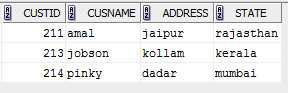 CUSTID CUSNAME ADDRESS STATE
211 amal jaipur rajasthan
213 jobson kollam kerala
214 pinky dadar mumbai